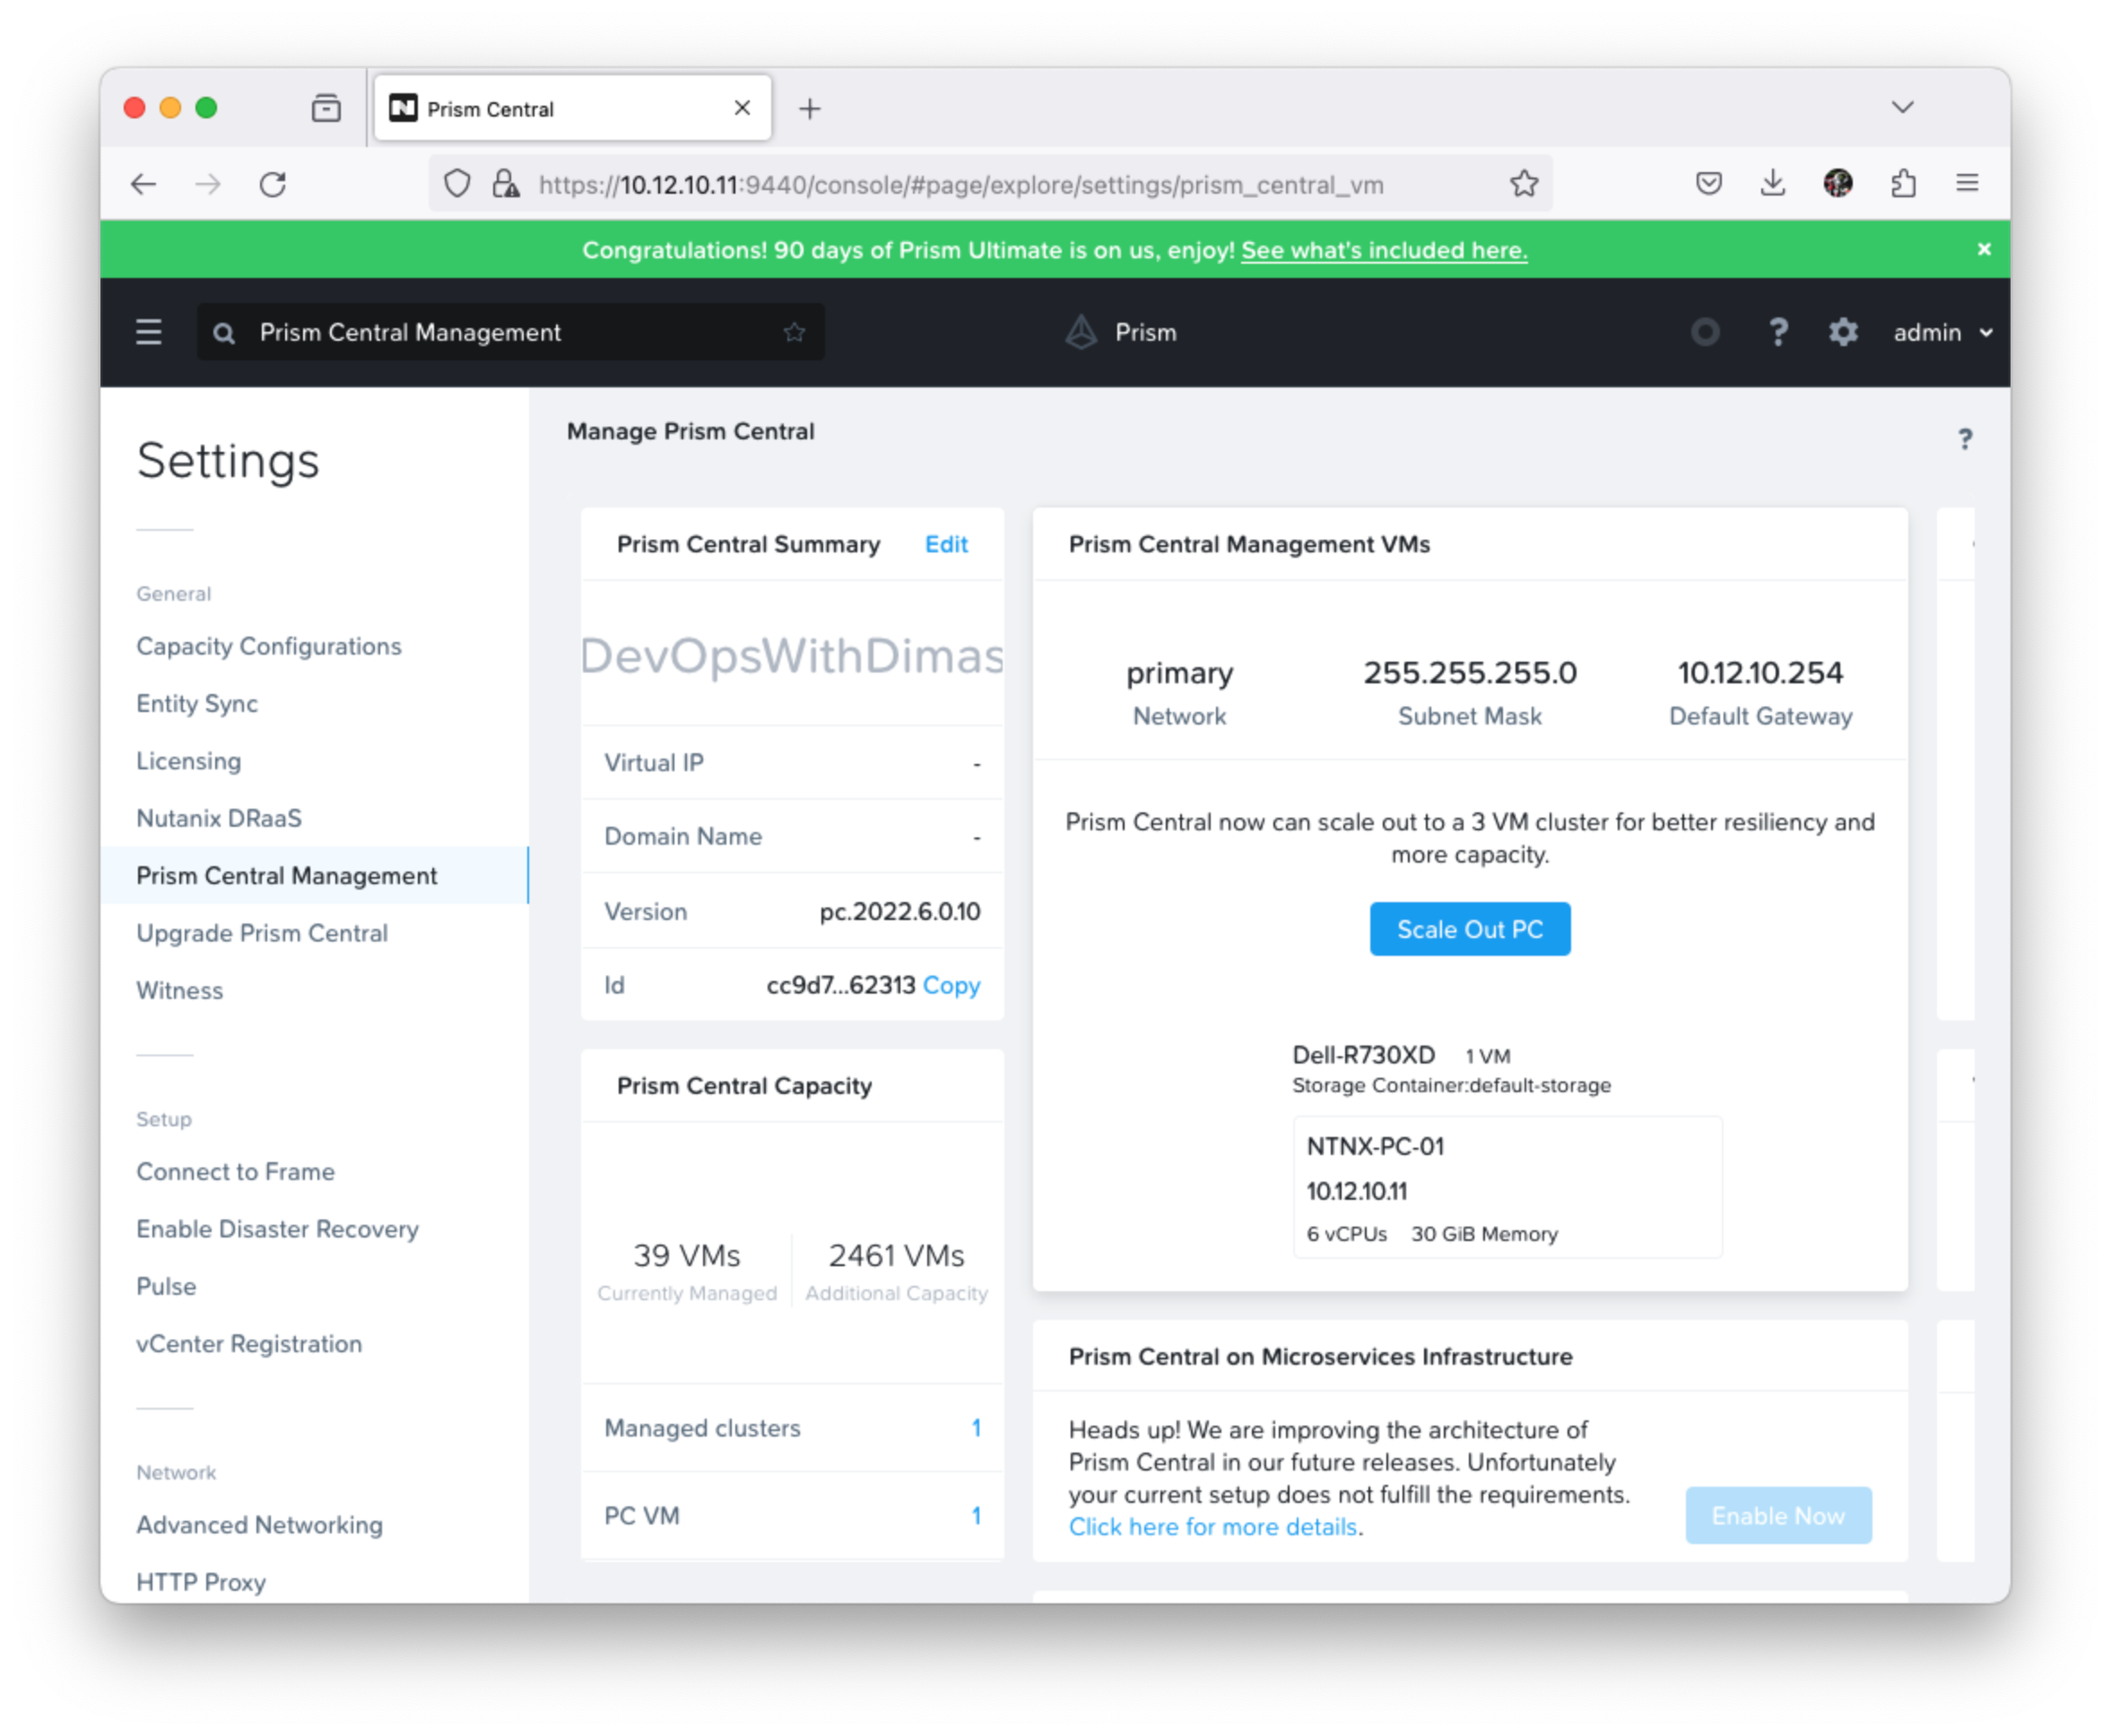 Prism Central
https://10.12.10.11:9440/console/#page/explore/settings/prism_central_vm
Congratulations! 90 days of Prism Ultimate is on us, enjoy! See what's included here.
Prism Central Management
Prism
?
admin
Settings
General
Capacity Configurations
Entity Sync
Licensing
Nutanix DRaaS
Prism Central Management
Upgrade Prism Central
Witness
Setup
Connect to Frame
Enable Disaster Recovery
Pulse
vCenter Registration
Network
Advanced Networking
HTTP Proxy
Manage Prism Central
?
Prism Central Summary Edit
DevOpsWithDimas
Virtual IP -
Domain Name -
Version pc.2022.6.0.10
Id cc9d7...62313 Copy
Prism Central Capacity
39 VMs
Currently Managed
2461 VMs
Additional Capacity
Managed clusters 1
PC VM 1
Prism Central Management VMs
primary
Network
255.255.255.0
Subnet Mask
10.12.10.254
Default Gateway
Prism Central now can scale out to a 3 VM cluster for better resiliency and
more capacity.
Scale Out PC
Dell-R730XD 1 VM
Storage Container:default-storage
NTNX-PC-01
10.12.10.11
6 vCPUs 30 GiB Memory
Prism Central on Microservices Infrastructure
Heads up! We are improving the architecture of
Prism Central in our future releases. Unfortunately
your current setup does not fulfill the requirements.
Click here for more details.
Enable Now